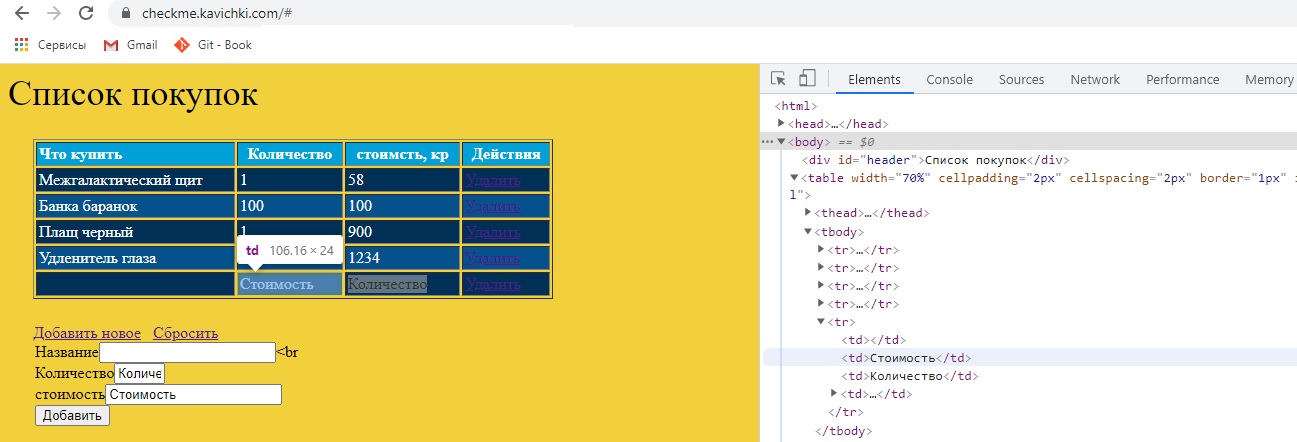 checkme.kavichki.com/#
Сервисы Gmail Git - Book
Список покупок
Что купить Количество стоимсть, кр Действия
Межгалактический щит 1 58 Удалить
Банка баранок 100 100 Удалить
Плащ черный 1 900 Удалить
td 106.16 × 24
Удленитель глаза 1234 Удалить
Стоимость Количество Удалить
Добавить новое Сбросить
Название <br
Количество Количе
стоимость Стоимость
Добавить
Elements Console Sources Network Performance Memory
<html>
<head>…</head>
<body> == $0
<div id="header">Список покупок</div>
<table width="70%" cellpadding="2px" cellspacing="2px" border="1px" i
l">
<thead>…</thead>
<tbody>
<tr>…</tr>
<tr>…</tr>
<tr>…</tr>
<tr>…</tr>
<tr>
<td></td>
<td>Стоимость</td>
<td>Количество</td>
<td>…</td>
</tr>
</tbody>